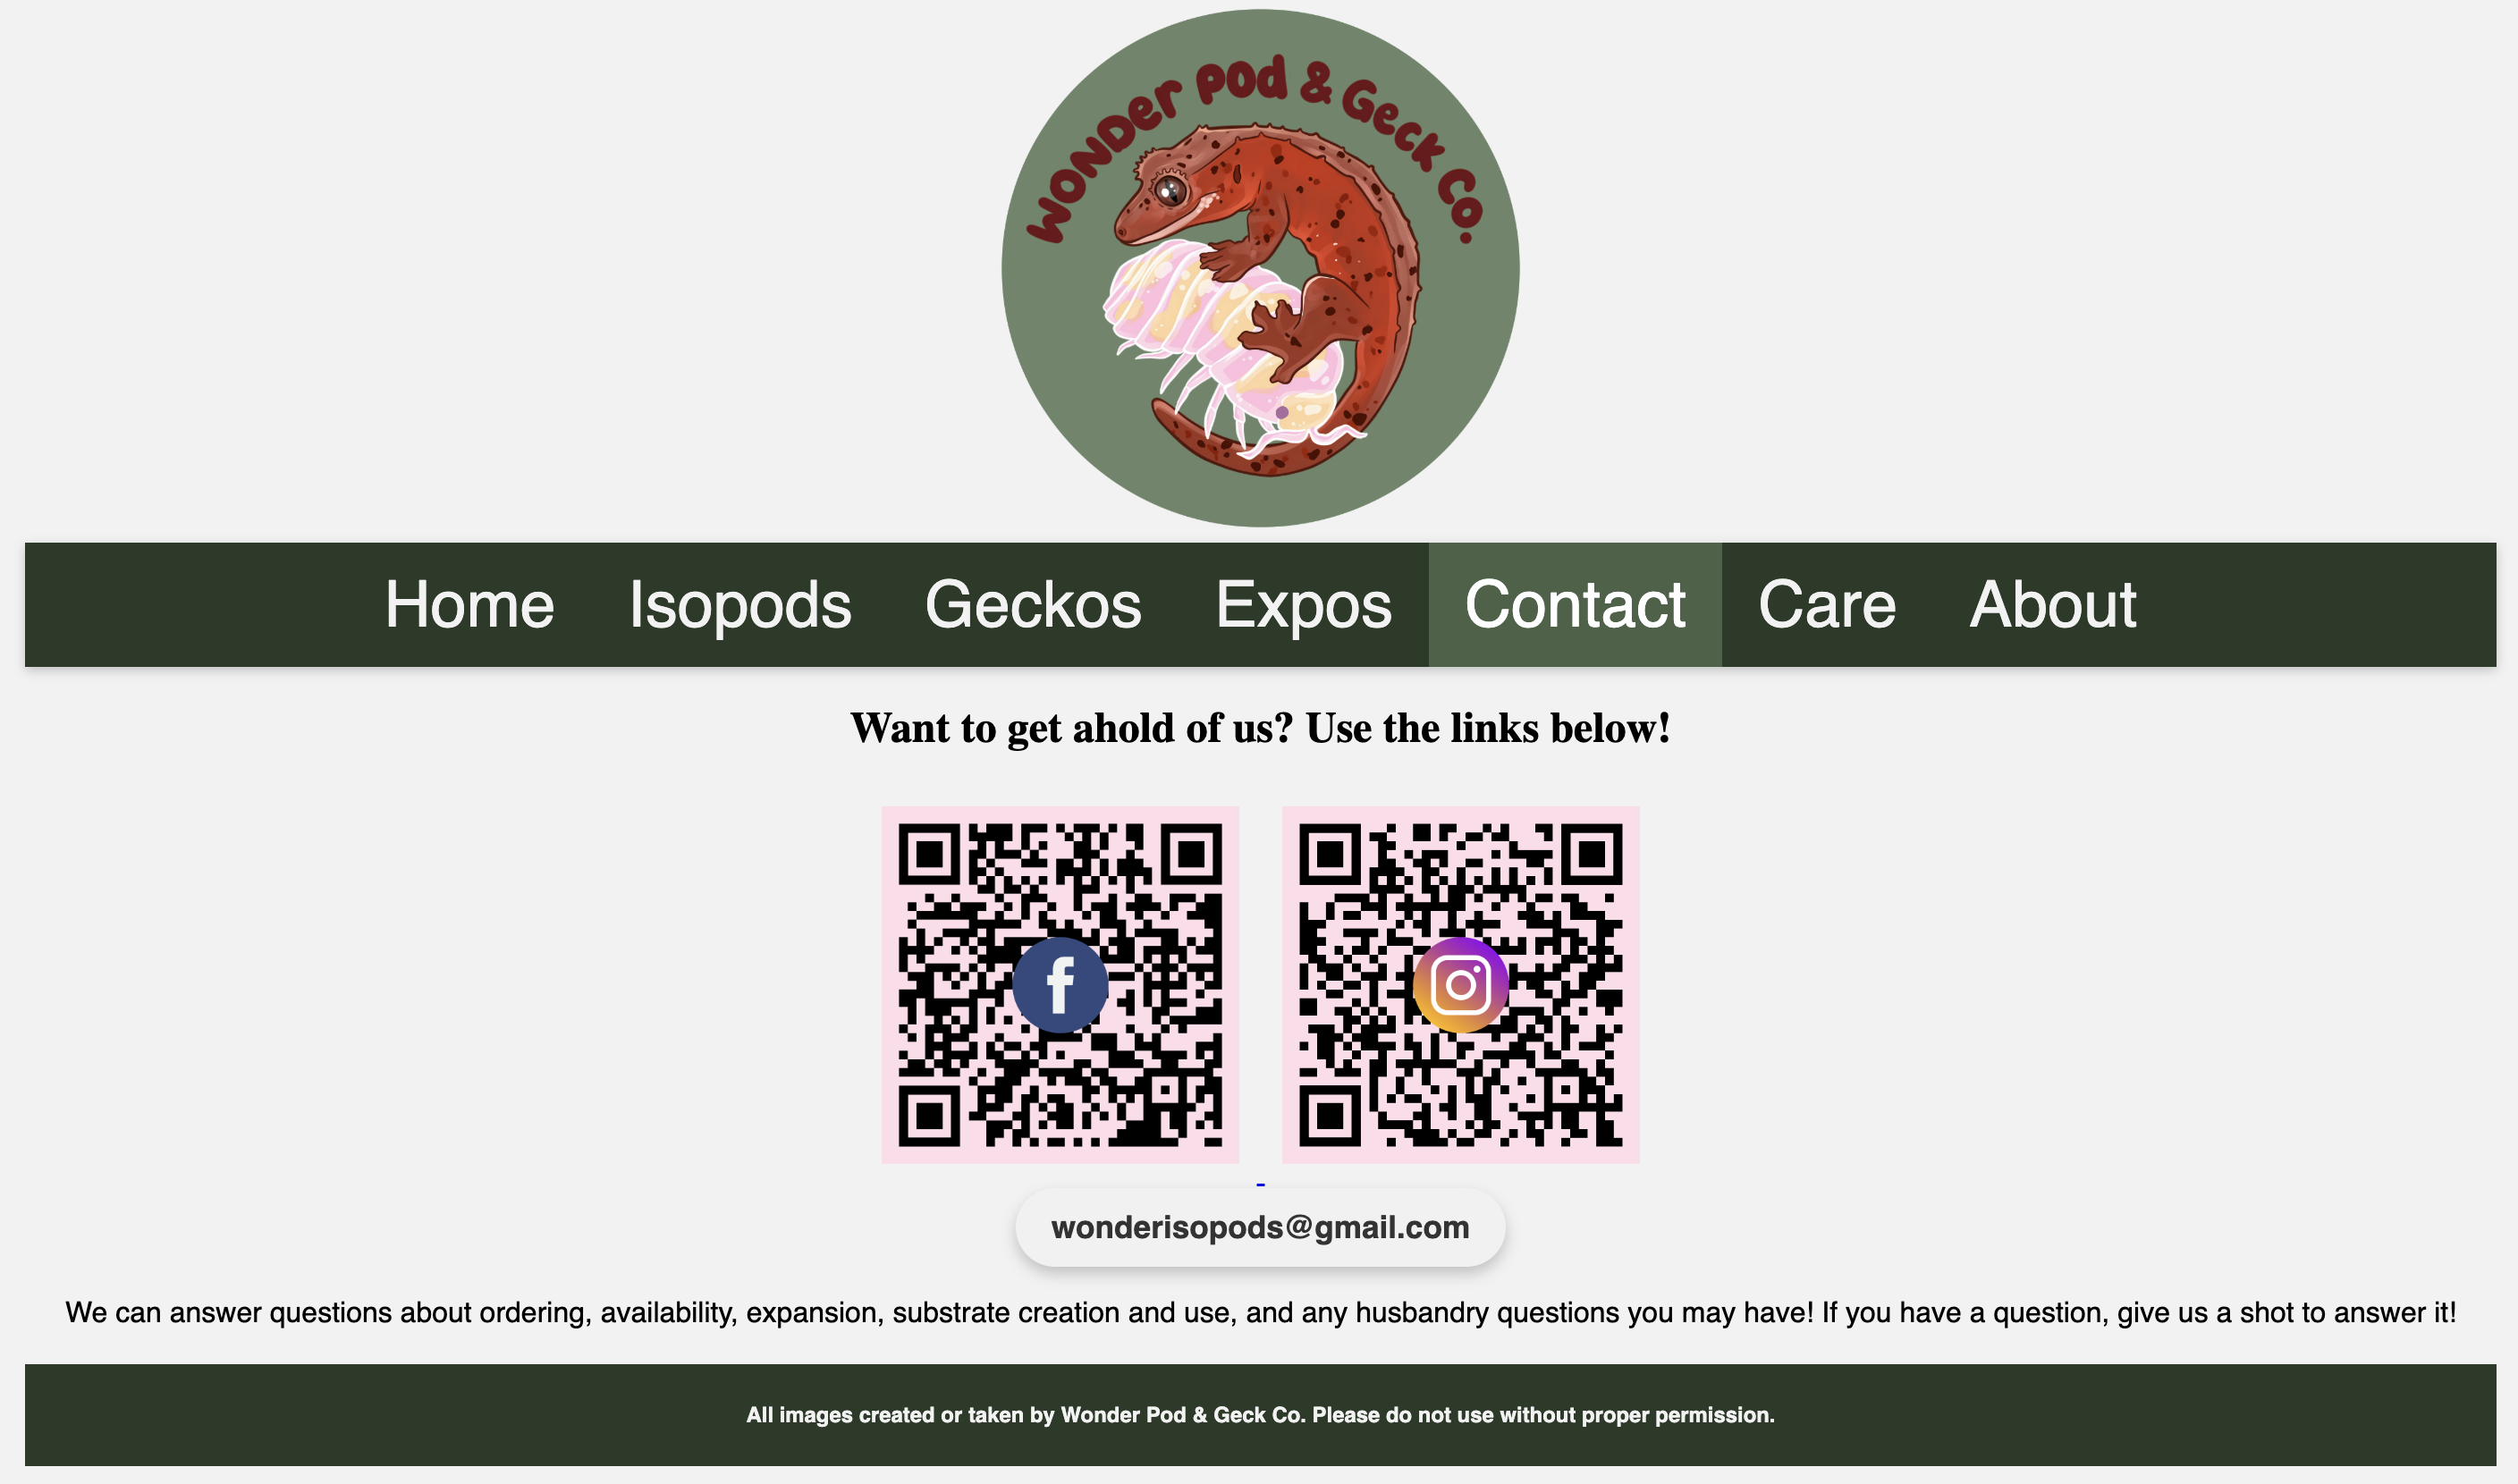 Wonder Pod & Geck Co.
Home Isopods Geckos Expos Contact Care About
Want to get ahold of us? Use the links below!
f
wonderisopods@gmail.com
We can answer questions about ordering, availability, expansion, substrate creation and use, and any husbandry questions you may have! If you have a question, give us a shot to answer it!
All images created or taken by Wonder Pod & Geck Co. Please do not use without proper permission.